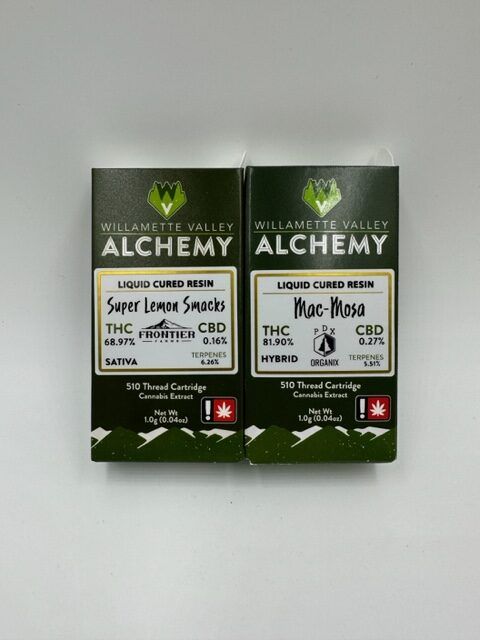 WILLAMETTE VALLEY
ALCHEMY
LIQUID CURED RESIN
Super Lemon Smacks
THC
68.97%
FRONTIER
FARMS
CBD
0.16%
SATIVA
TERPENES
6.26%
510 Thread Cartridge
Cannabis Extract
Net Wt
1.0g (0.04oz)
!
WILLAMETTE VALLEY
ALCHEMY
LIQUID CURED RESIN
Mac-Mosa
THC
81.90%
PDX
ORGANIX
CBD
0.27%
HYBRID
TERPENES
5.51%
510 Thread Cartridge
Cannabis Extract
Net Wt
1.0g (0.04oz)
!